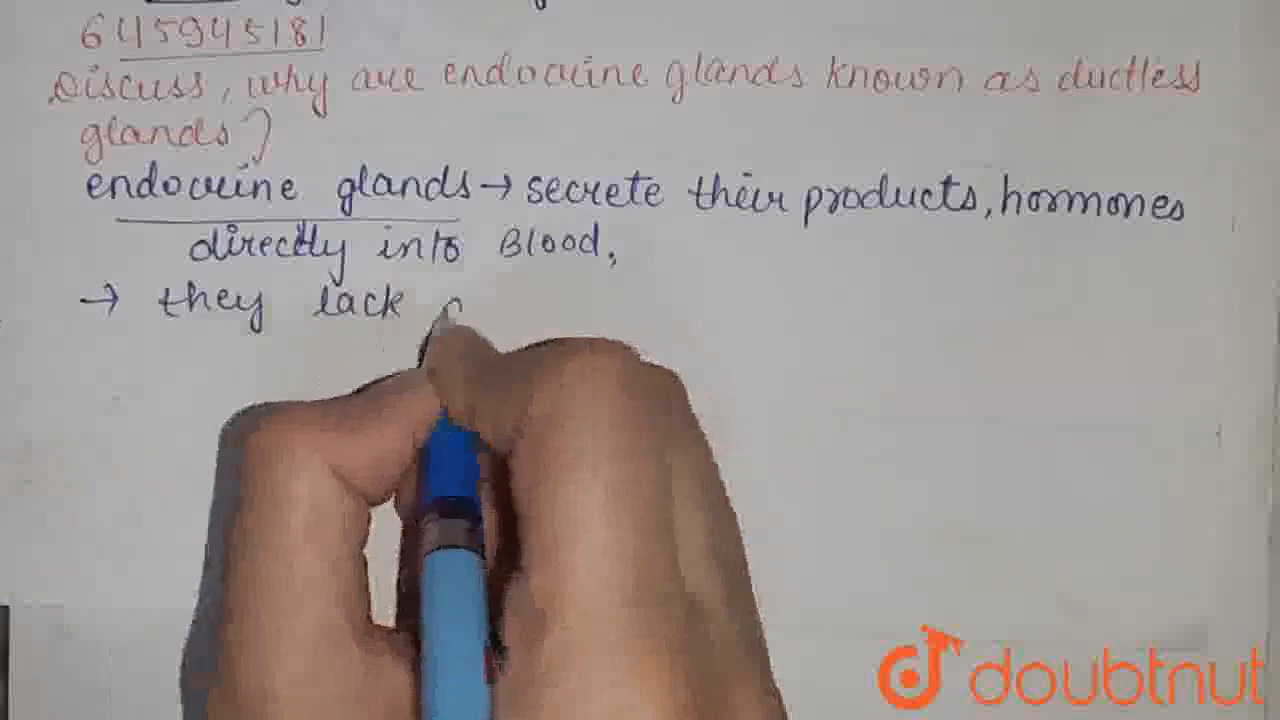 645945181
Discuss, why are endocrine glands known as ductless
glands?
endocrine glands → secrete their products, hormones
directly into Blood,
→ they lack
doubtnut